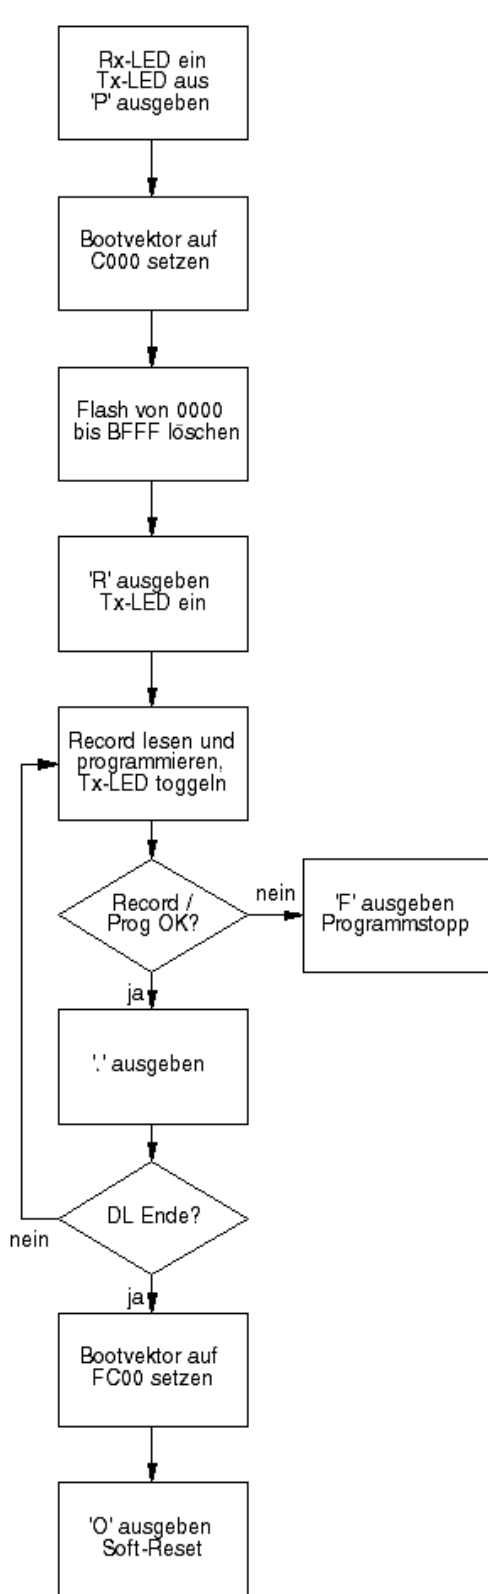 Rx-LED ein
Tx-LED aus
'P' ausgeben
Bootvektor auf
C000 setzen
Flash von 0000
bis BFFF löschen
'R' ausgeben
Tx-LED ein
Record lesen und
programmieren,
Tx-LED toggeln
Record /
Prog OK?
nein
'F' ausgeben
Programmstopp
ja
'.' ausgeben
DL Ende?
nein
ja
Bootvektor auf
FC00 setzen
'O' ausgeben
Soft-Reset